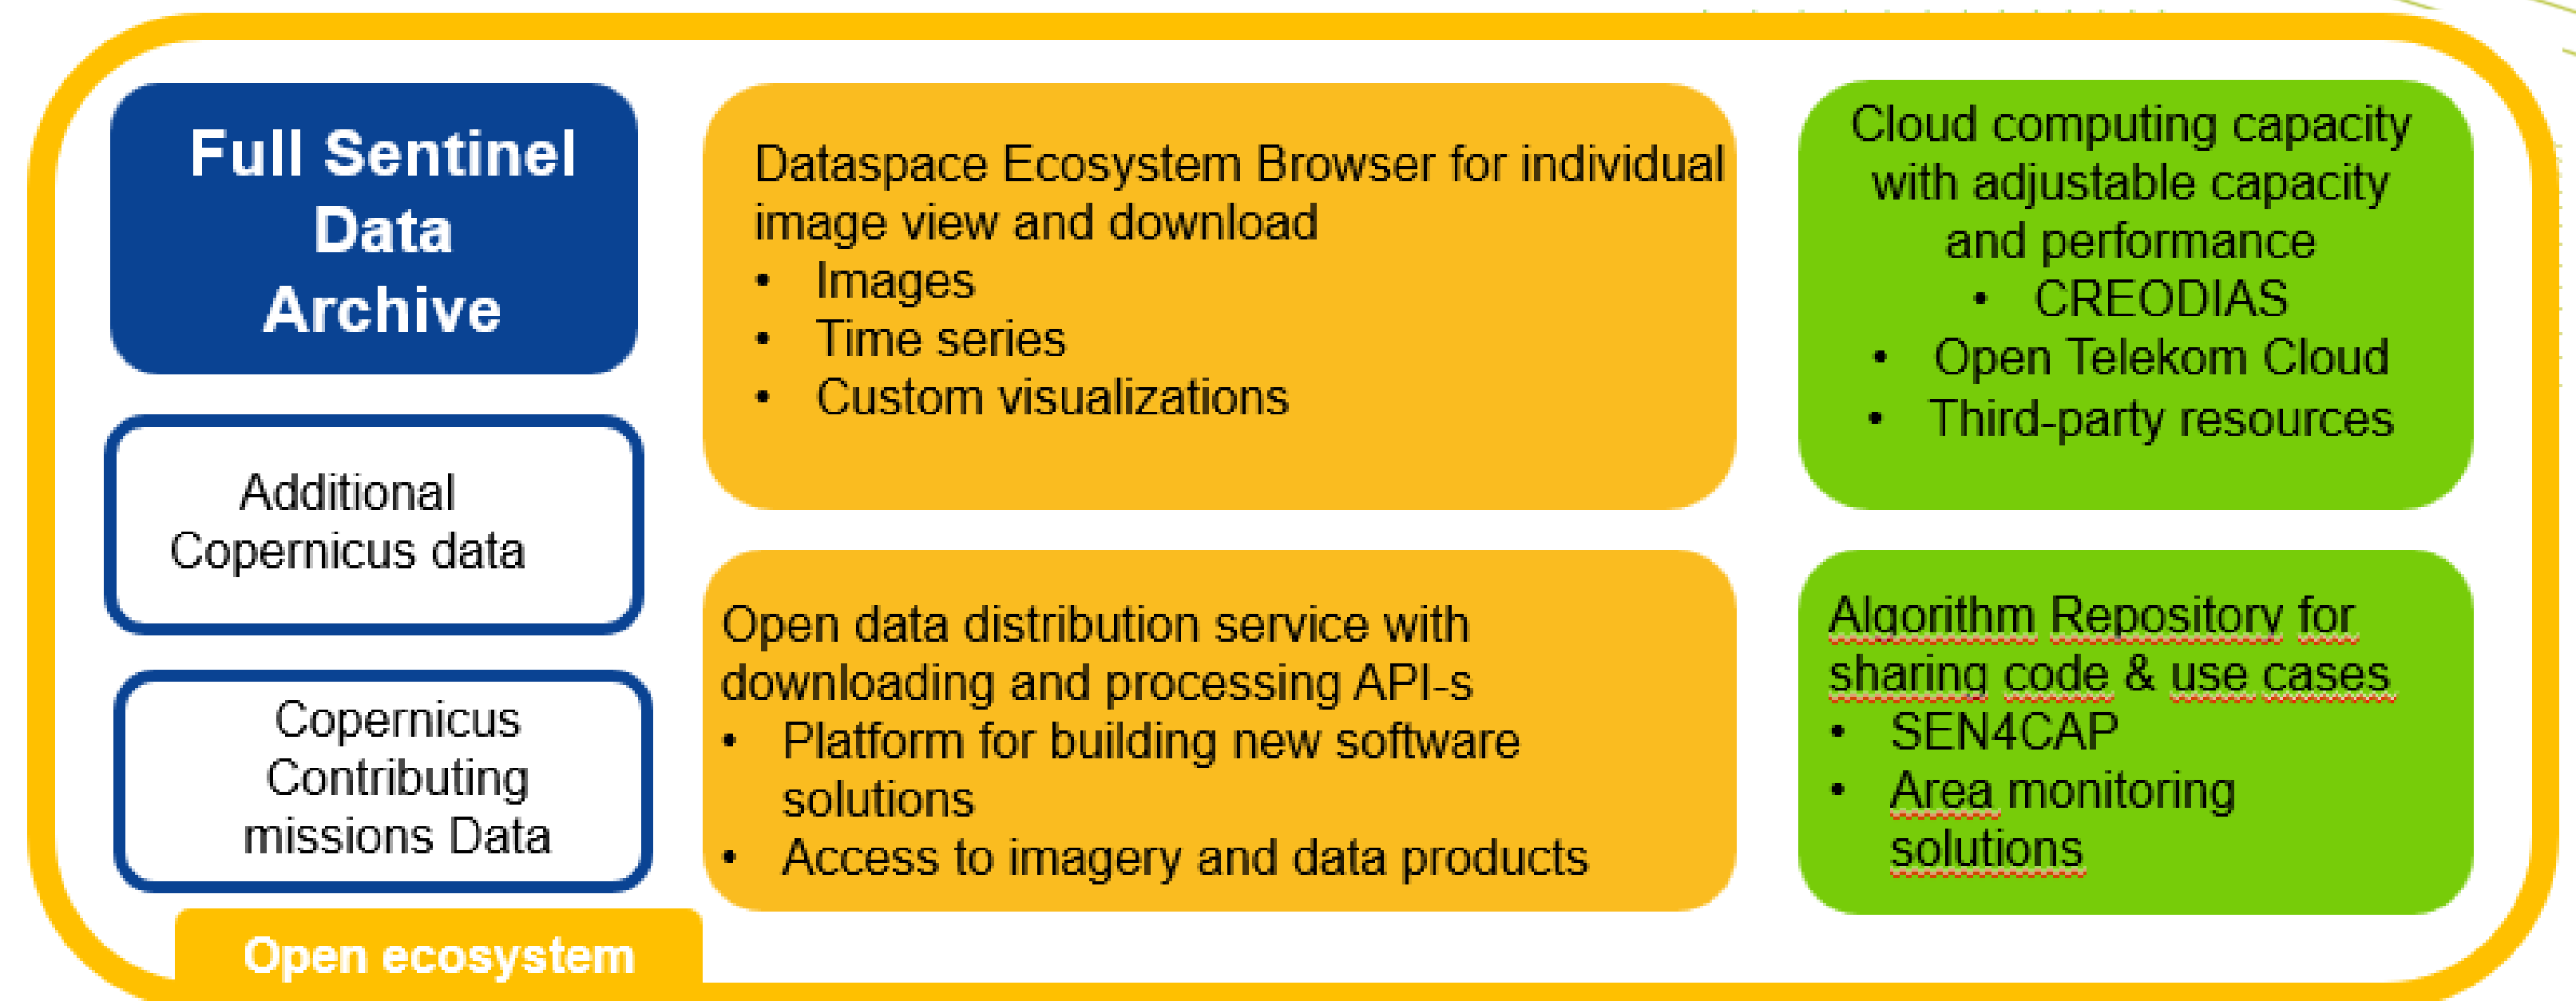 Full Sentinel
Data
Archive
Additional
Copernicus data
Copernicus
Contributing
missions Data
Dataspace Ecosystem Browser for individual
image view and download
• Images
• Time series
• Custom visualizations
Open data distribution service with
downloading and processing API-s
• Platform for building new software
solutions
• Access to imagery and data products
Cloud computing capacity
with adjustable capacity
and performance
• CREODIAS
• Open Telekom Cloud
• Third-party resources
Algorithm Repository for
sharing code & use cases
• SEN4CAP
• Area monitoring
solutions
Open ecosystem